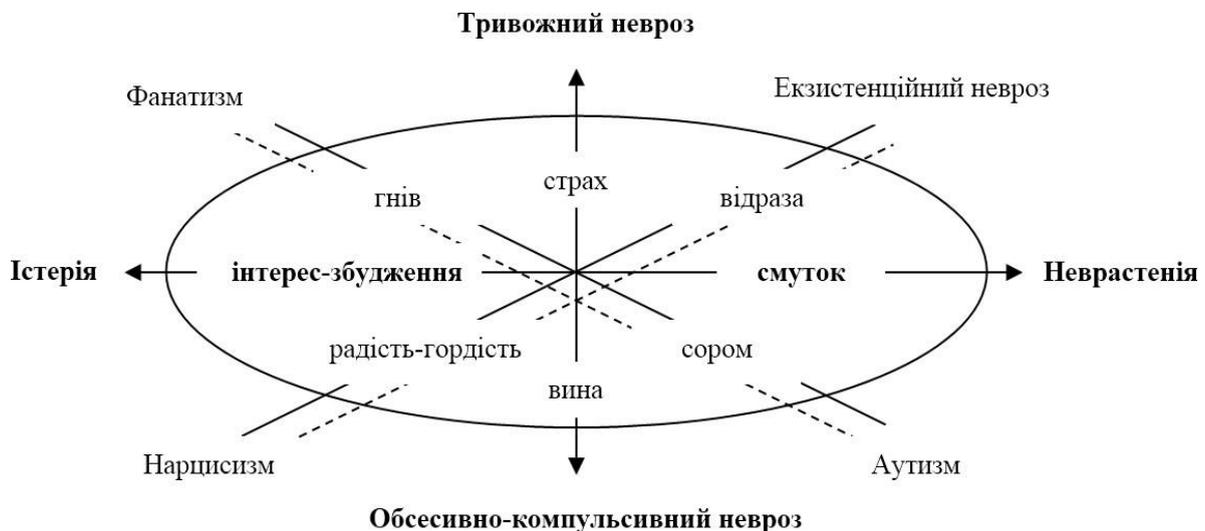 Тривожний невроз
Фанатизм
Екзистенційний невроз
гнів
страх
відраза
Істерія
інтерес-збудження
смуток
Неврастенія
радість-гордість
сором
вина
Нарцисизм
Аутизм
Обсесивно-компульсивний невроз